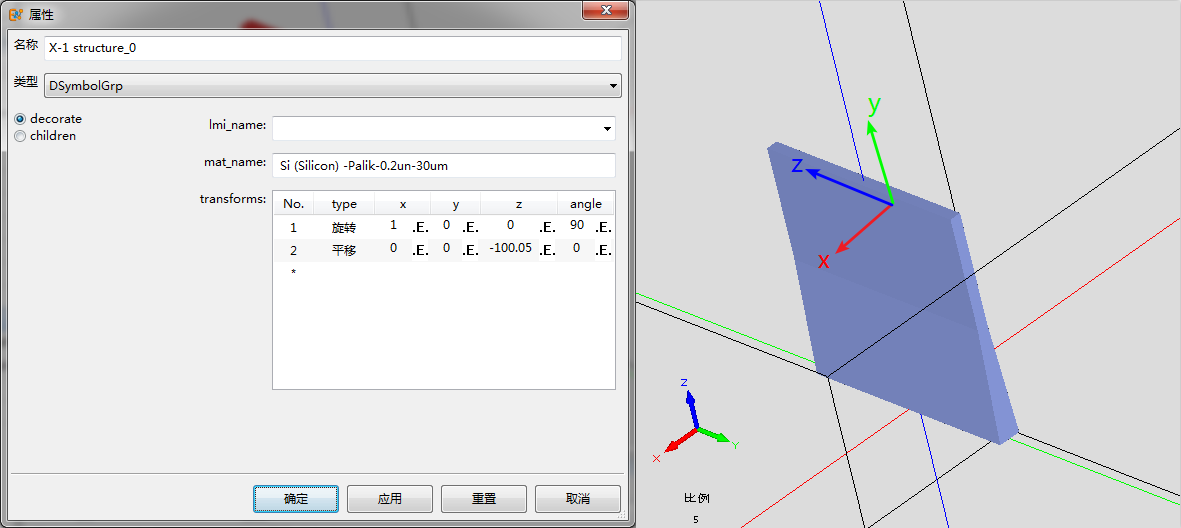 属性
名称 X-1 structure_0
类型 DSymbolGrp
decorate
children
lmi_name:
mat_name: Si (Silicon) -Palik-0.2un-30um
transforms:
No. type x y z angle
1 旋转 1 .E. 0 .E. 0 .E. 90 .E.
2 平移 0 .E. 0 .E. -100.05 .E. 0 .E.
*
确定 应用 重置 取消
y
z
x
Z
Y
X
比例
5